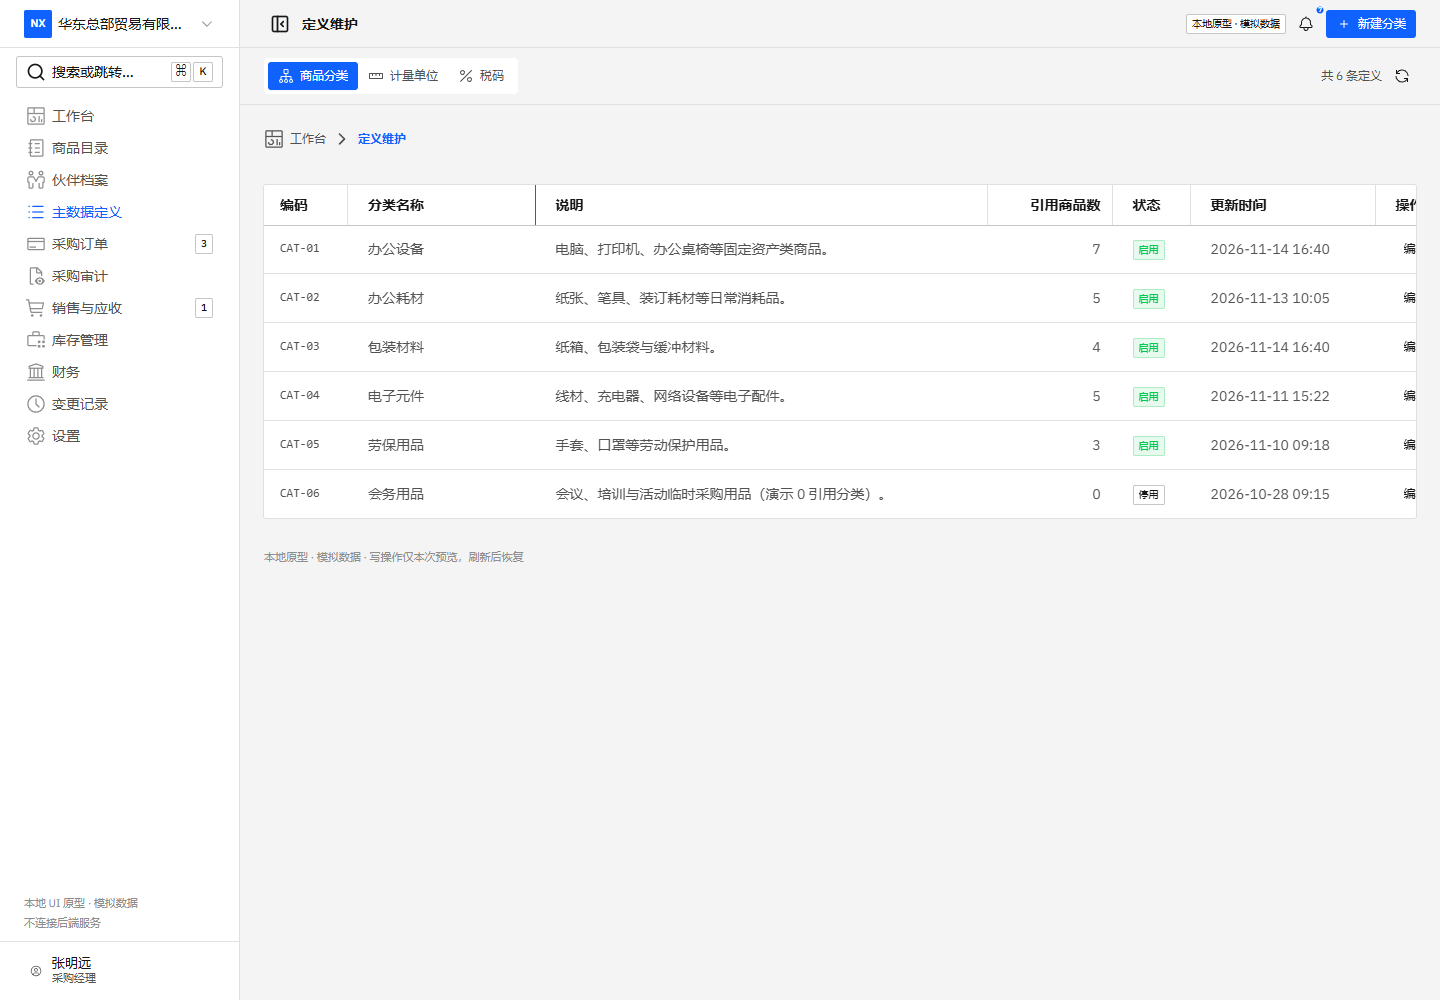 NX 华东总部贸易有限...
搜索或跳转... ⌘ K
工作台
商品目录
伙伴档案
主数据定义
采购订单 3
采购审计
销售与应收 1
库存管理
财务
变更记录
设置
本地 UI 原型 · 模拟数据
不连接后端服务
张明远
采购经理
定义维护
本地原型 · 模拟数据
新建分类
商品分类 计量单位 税码
共 6 条定义
工作台 定义维护
编码 分类名称 说明 引用商品数 状态 更新时间 操作
CAT-01 办公设备 电脑、打印机、办公桌椅等固定资产类商品。 7 启用 2026-11-14 16:40 编
CAT-02 办公耗材 纸张、笔具、装订耗材等日常消耗品。 5 启用 2026-11-13 10:05 编
CAT-03 包装材料 纸箱、包装袋与缓冲材料。 4 启用 2026-11-14 16:40 编
CAT-04 电子元件 线材、充电器、网络设备等电子配件。 5 启用 2026-11-11 15:22 编
CAT-05 劳保用品 手套、口罩等劳动保护用品。 3 启用 2026-11-10 09:18 编
CAT-06 会务用品 会议、培训与活动临时采购用品（演示 0 引用分类）。 0 停用 2026-10-28 09:15 编
本地原型 · 模拟数据 · 写操作仅本次预览，刷新后恢复